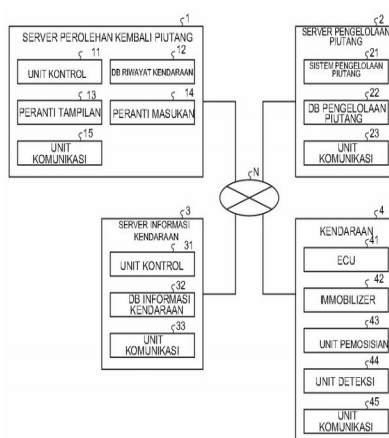 1
SERVER PEROLEHAN KEMBALI PIUTANG
11
UNIT KONTROL
12
DB RIWAYAT KENDARAAN
13
PERANTI TAMPILAN
14
PERANTI MASUKAN
15
UNIT
KOMUNIKASI
2
SERVER
PENGELOLAAN
PIUTANG
21
SISTEM PENGELOLAAN
PIUTANG
22
DB PENGELOLAAN
PIUTANG
23
UNIT
KOMUNIKASI
N
3
SERVER INFORMASI
KENDARAAN
31
UNIT KONTROL
32
DB INFORMASI
KENDARAAN
33
UNIT
KOMUNIKASI
4
KENDARAAN
41
ECU
42
IMMOBILIZER
43
UNIT PEMOSISIAN
44
UNIT DETEKSI
45
UNIT
KOMUNIKASI